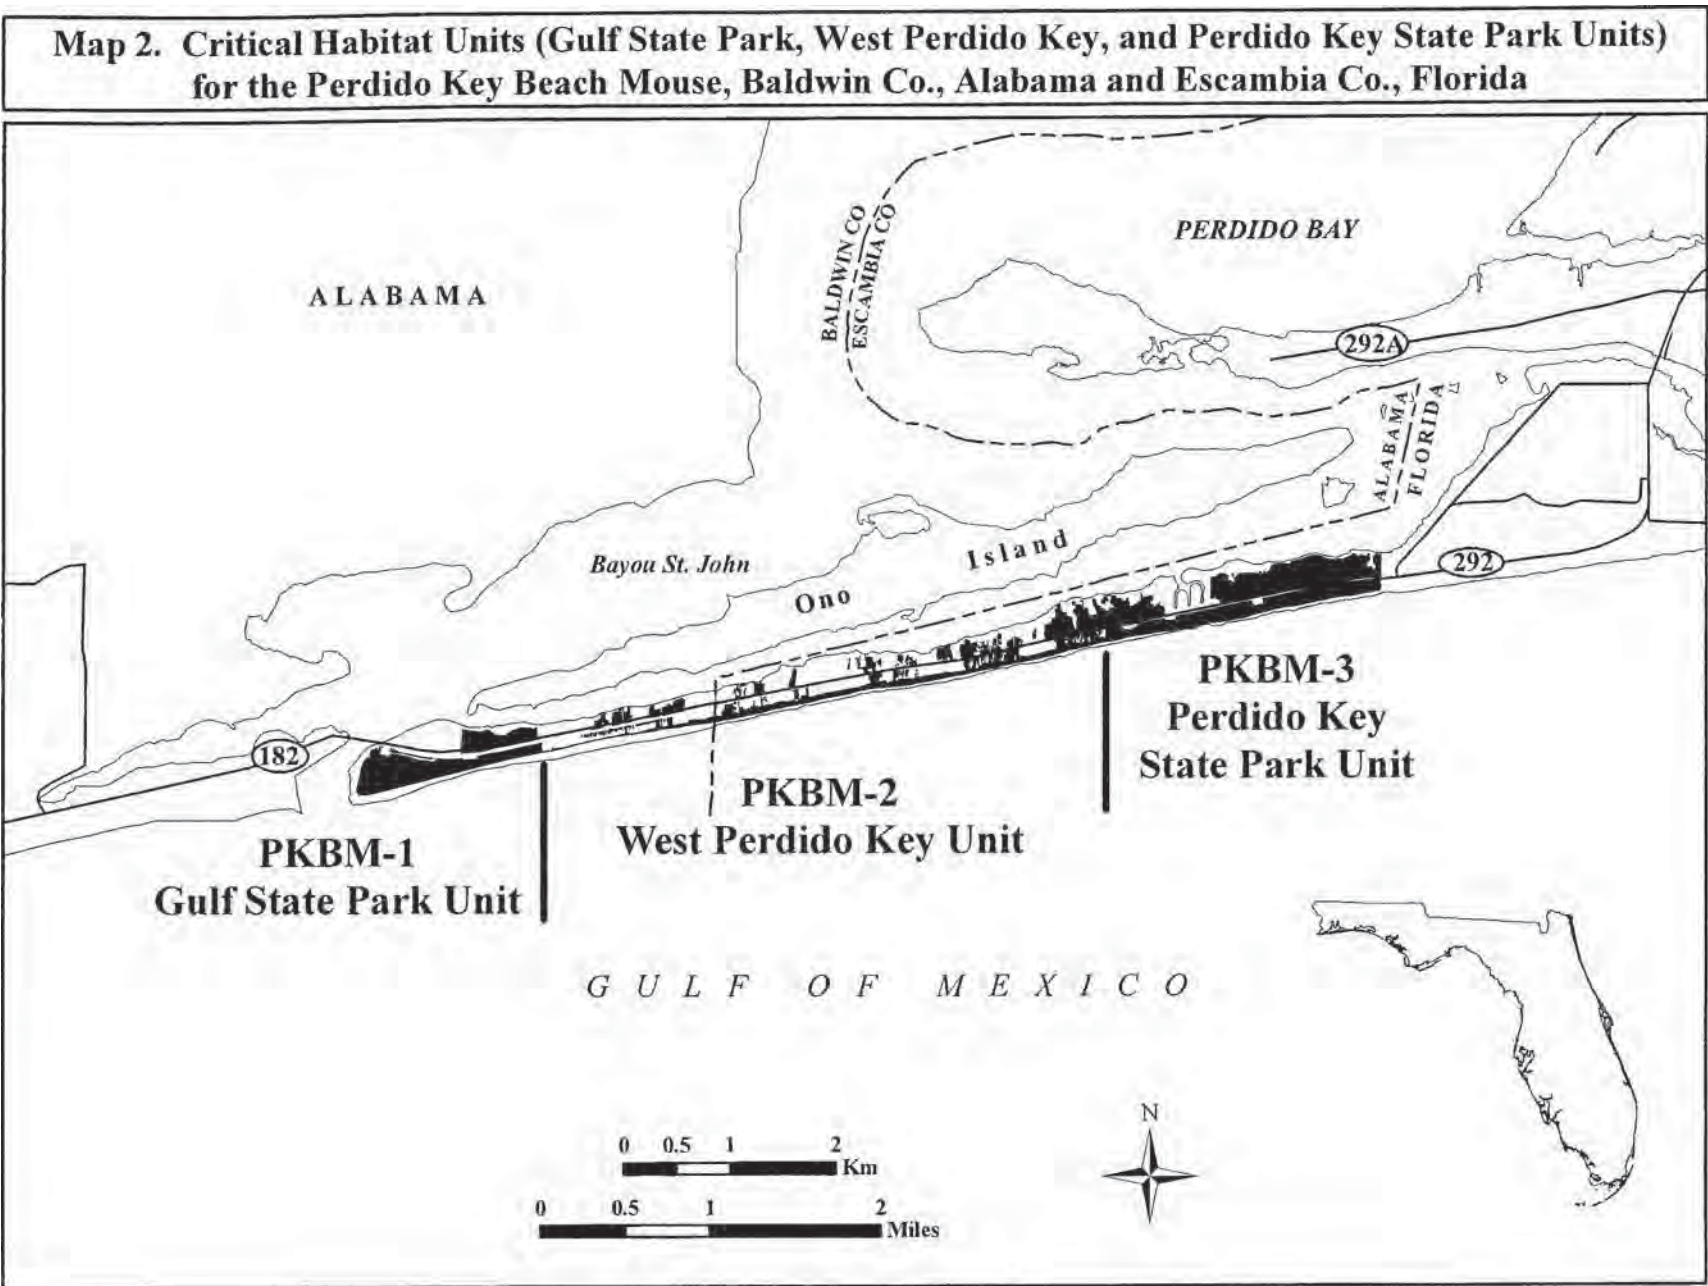 Map 2. Critical Habitat Units (Gulf State Park, West Perdido Key, and Perdido Key State Park Units)
for the Perdido Key Beach Mouse, Baldwin Co., Alabama and Escambia Co., Florida
ALABAMA
BALDWIN CO
ESCAMBIA CO
PERDIDO BAY
292A
ALABAMA
FLORIDA
Bayou St. John
Ono Island
292
182
PKBM-3
Perdido Key
State Park Unit
PKBM-2
West Perdido Key Unit
PKBM-1
Gulf State Park Unit
GULF OF MEXICO
N
0 0.5 1 2
Km
0 0.5 1 2
Miles